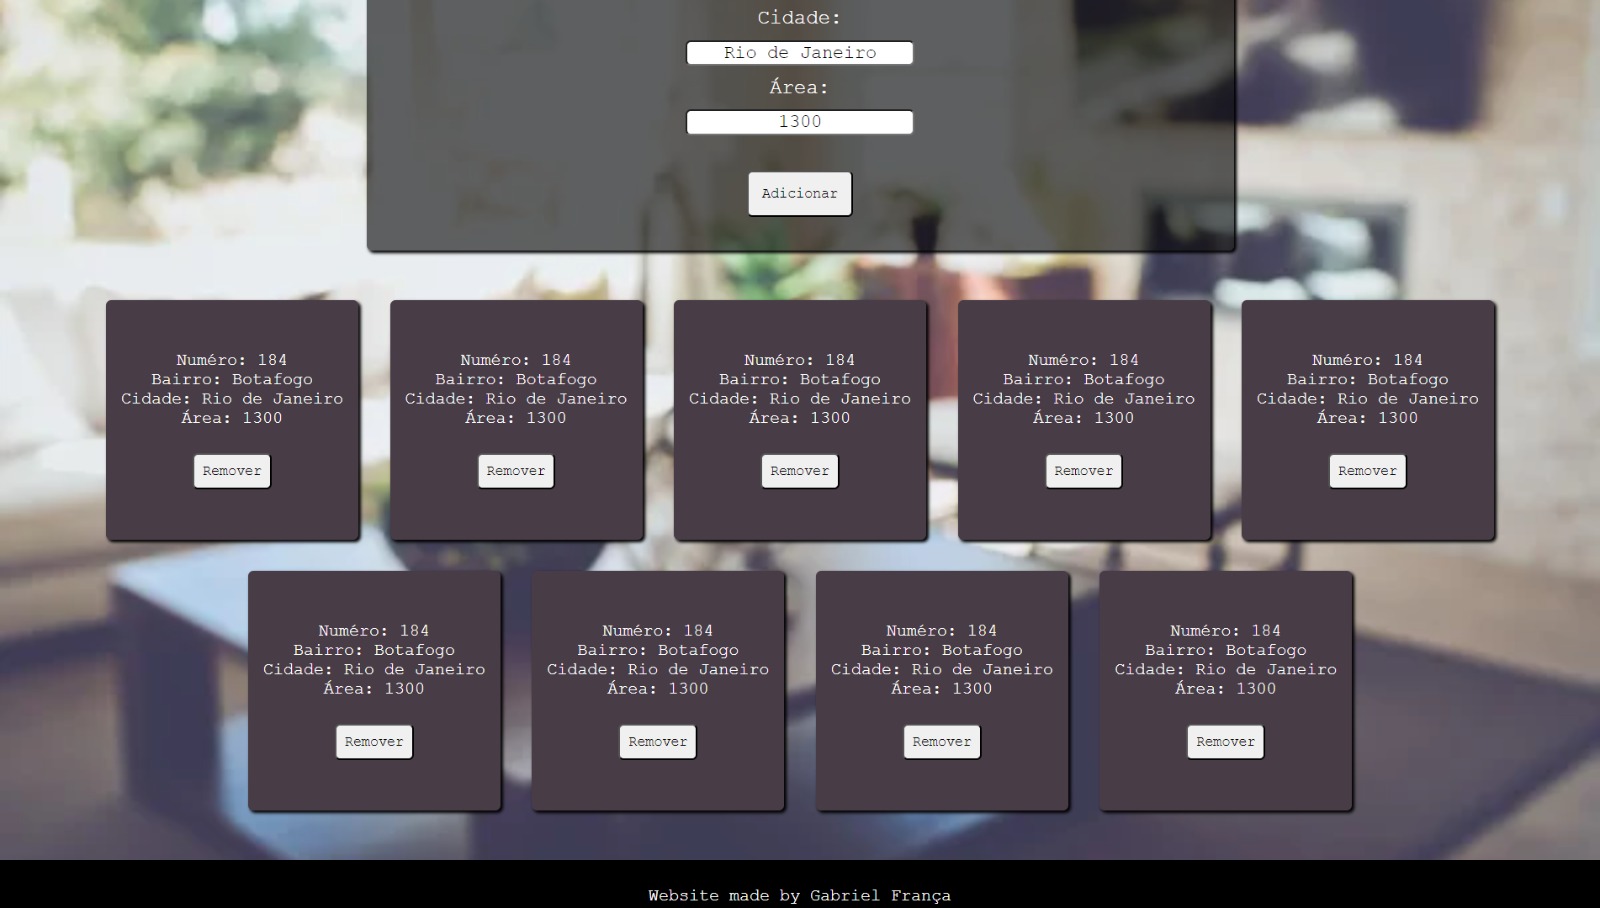 Cidade:
Rio de Janeiro
Área:
1300
Adicionar
Numéro: 184
Bairro: Botafogo
Cidade: Rio de Janeiro
Área: 1300
Remover
Numéro: 184
Bairro: Botafogo
Cidade: Rio de Janeiro
Área: 1300
Remover
Numéro: 184
Bairro: Botafogo
Cidade: Rio de Janeiro
Área: 1300
Remover
Numéro: 184
Bairro: Botafogo
Cidade: Rio de Janeiro
Área: 1300
Remover
Numéro: 184
Bairro: Botafogo
Cidade: Rio de Janeiro
Área: 1300
Remover
Numéro: 184
Bairro: Botafogo
Cidade: Rio de Janeiro
Área: 1300
Remover
Numéro: 184
Bairro: Botafogo
Cidade: Rio de Janeiro
Área: 1300
Remover
Numéro: 184
Bairro: Botafogo
Cidade: Rio de Janeiro
Área: 1300
Remover
Numéro: 184
Bairro: Botafogo
Cidade: Rio de Janeiro
Área: 1300
Remover
Website made by Gabriel França